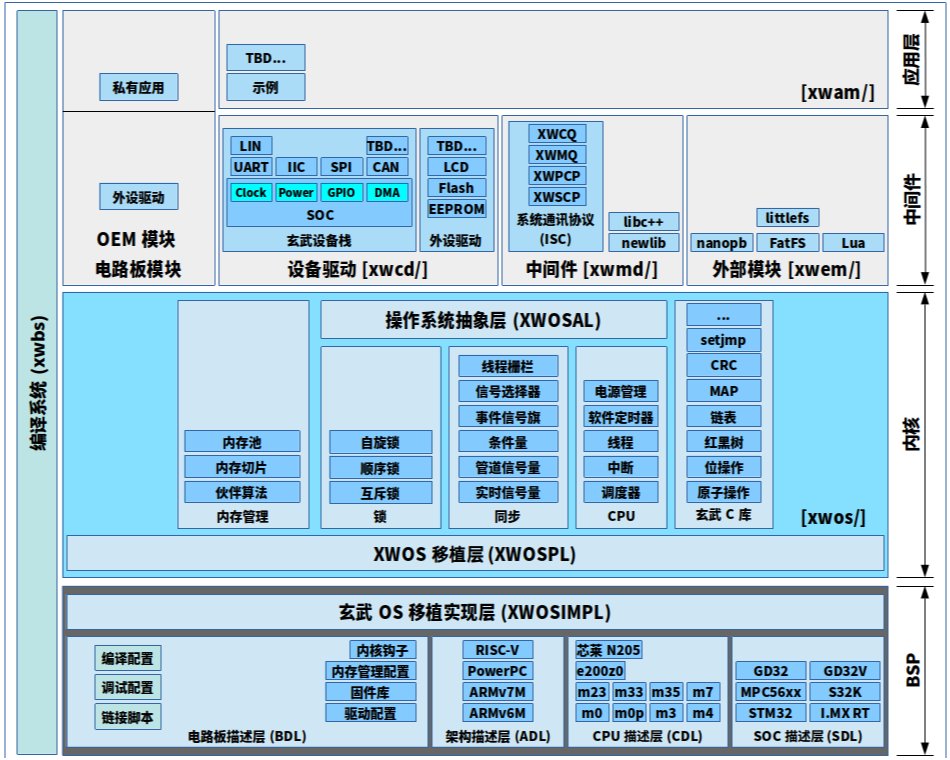 编译系统 (xwbs)
私有应用
TBD...
示例
[xwam/]
应用层
外设驱动
OEM 模块
电路板模块
LIN
TBD...
UART
IIC
SPI
CAN
Clock
Power
GPIO
DMA
SOC
玄武设备栈
TBD...
LCD
Flash
EEPROM
外设驱动
设备驱动 [xwcd/]
XWCQ
XWMQ
XWPCP
XWSCP
系统通讯协议
(ISC)
libc++
newlib
中间件 [xwmd/]
littlefs
nanopb
FatFS
Lua
外部模块 [xwem/]
中间件
操作系统抽象层 (XWOSAL)
内存池
内存切片
伙伴算法
内存管理
自旋锁
顺序锁
互斥锁
锁
线程栅栏
信号选择器
事件信号旗
条件量
管道信号量
实时信号量
同步
电源管理
软件定时器
线程
中断
调度器
CPU
...
setjmp
CRC
MAP
链表
红黑树
位操作
原子操作
玄武 C 库
[xwos/]
XWOS 移植层 (XWOSPL)
内核
玄武 OS 移植实现层 (XWOSIMPL)
编译配置
调试配置
链接脚本
内核钩子
内存管理配置
固件库
驱动配置
电路板描述层 (BDL)
RISC-V
PowerPC
ARMv7M
ARMv6M
架构描述层 (ADL)
芯莱 N205
e200z0
m23
m33
m35
m7
m0
m0p
m3
m4
CPU 描述层 (CDL)
GD32
GD32V
MPC56xx
S32K
STM32
I.MX RT
SOC 描述层 (SDL)
BSP